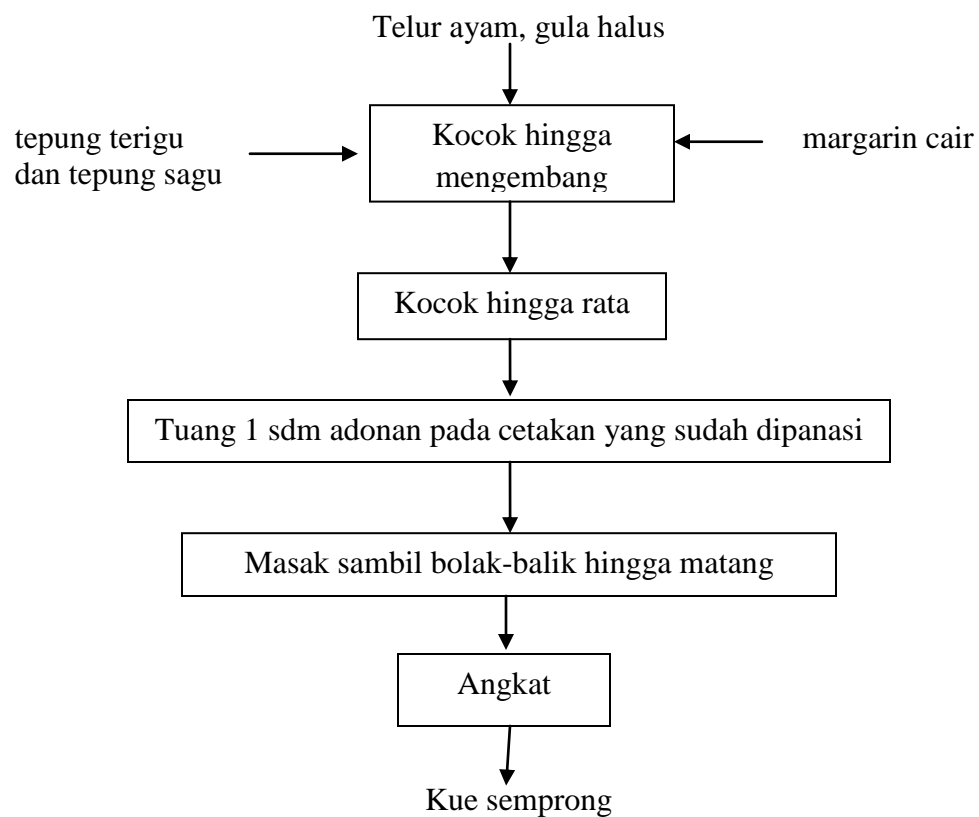 Telur ayam, gula halus
tepung terigu
dan tepung sagu
Kocok hingga
mengembang
margarin cair
Kocok hingga rata
Tuang 1 sdm adonan pada cetakan yang sudah dipanasi
Masak sambil bolak-balik hingga matang
Angkat
Kue semprong